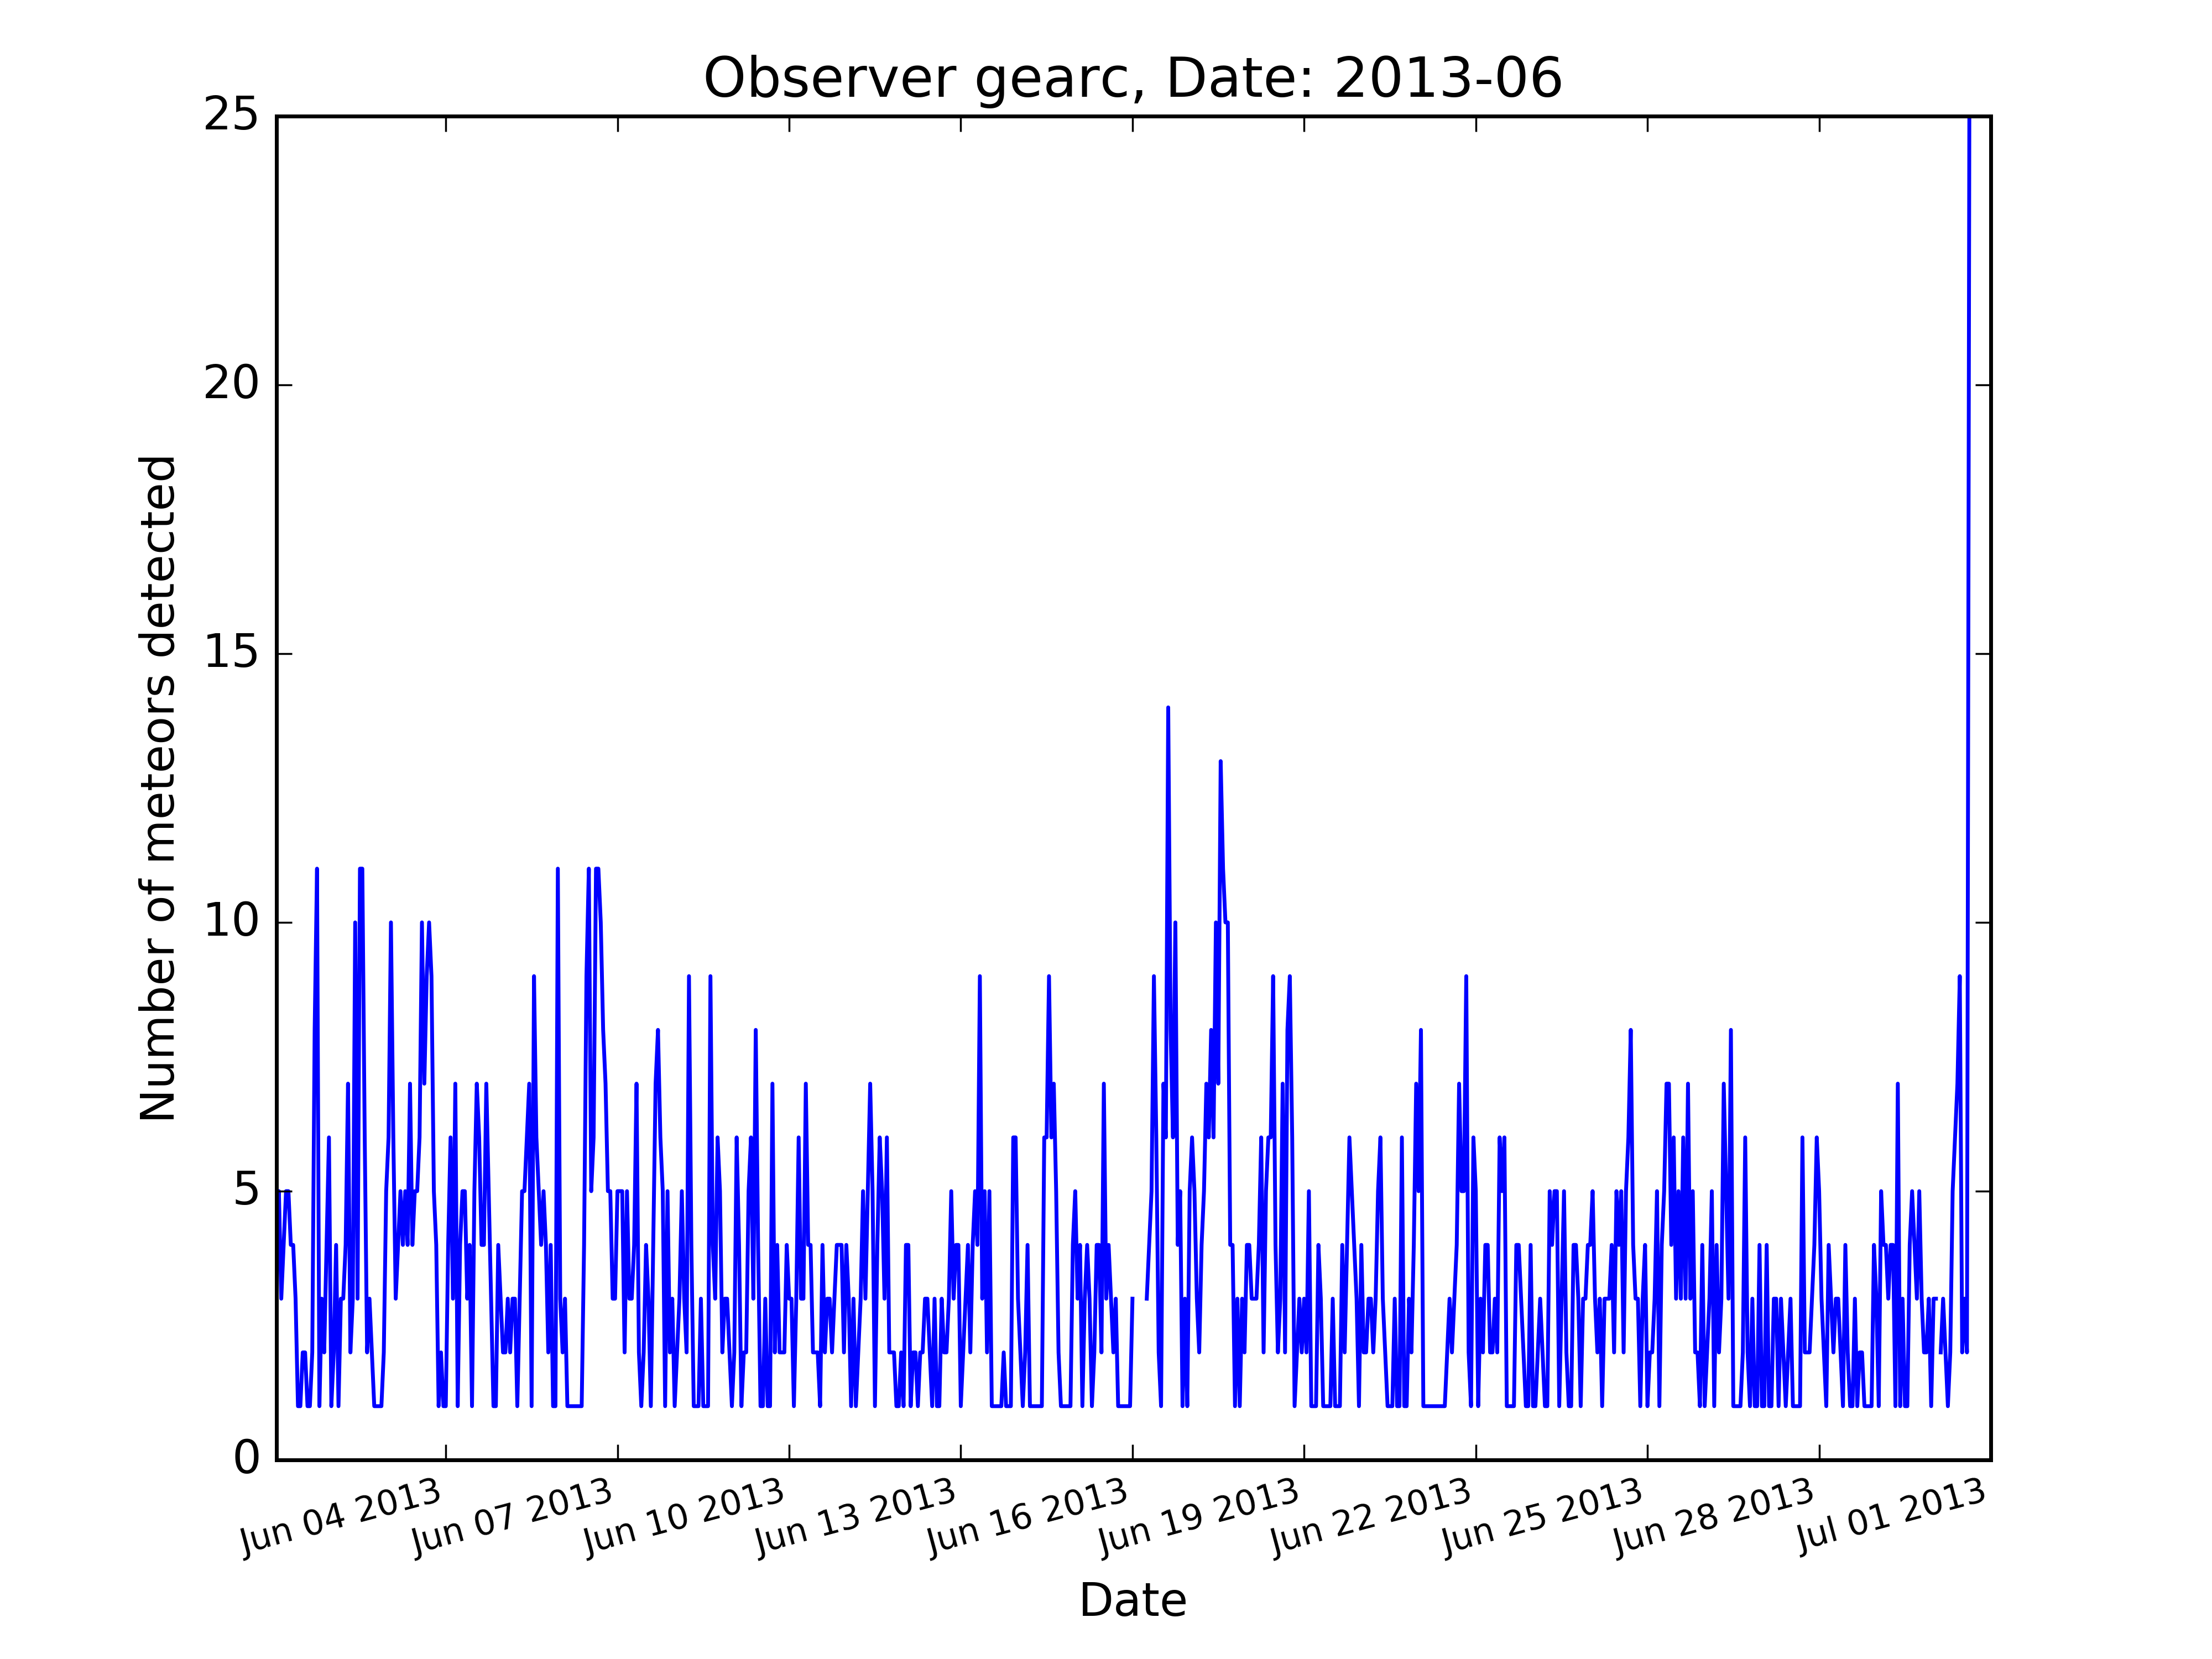 Observer gearc, Date: 2013-06
25
20
15
10
5
0
Number of meteors detected
Jun 04 2013
Jun 07 2013
Jun 10 2013
Jun 13 2013
Jun 16 2013
Jun 19 2013
Jun 22 2013
Jun 25 2013
Jun 28 2013
Jul 01 2013
Date